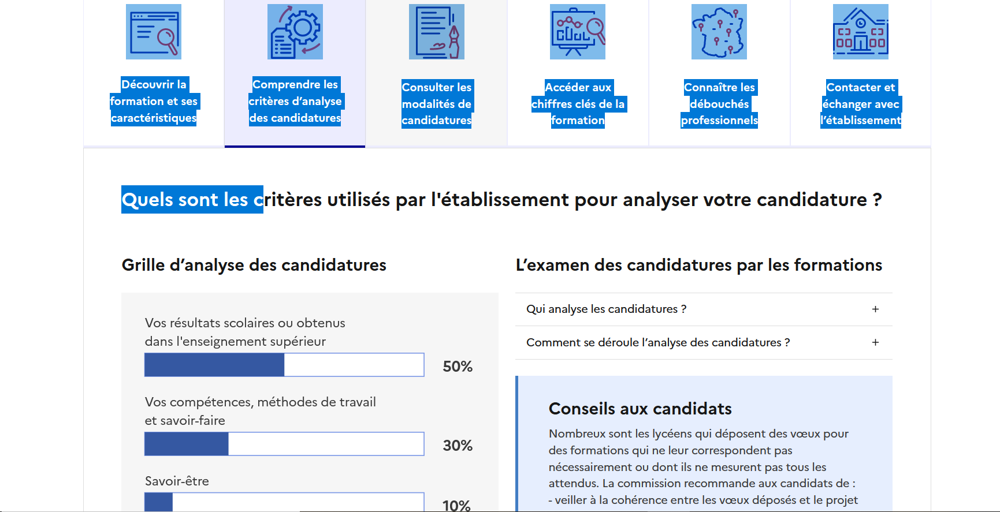 Découvrir la
formation et ses
caractéristiques
Comprendre les
critères d’analyse
des candidatures
Consulter les
modalités de
candidatures
Accéder aux
chiffres clés de la
formation
Connaître les
débouchés
professionnels
Contacter et
échanger avec
l’établissement
Quels sont les critères utilisés par l'établissement pour analyser votre candidature ?
Grille d’analyse des candidatures
Vos résultats scolaires ou obtenus
dans l'enseignement supérieur
50%
Vos compétences, méthodes de travail
et savoir-faire
30%
Savoir-être
10%
L’examen des candidatures par les formations
Qui analyse les candidatures ? +
Comment se déroule l’analyse des candidatures ? +
Conseils aux candidats
Nombreux sont les lycéens qui déposent des vœux pour
des formations qui ne leur correspondent pas
nécessairement ou dont ils ne mesurent pas tous les
attendus. La commission recommande aux candidats de :
- veiller à la cohérence entre les vœux déposés et le projet